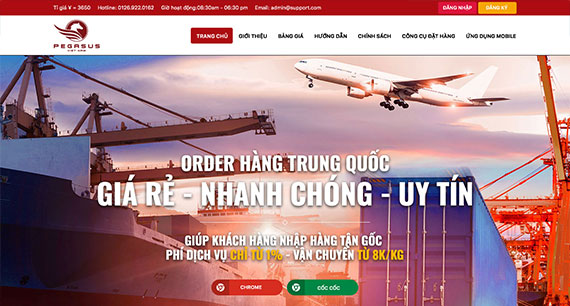 Tỉ giá ¥ = 3650 Hotline: 0126.922.0162 Giờ hoạt động:08:30am - 06:30 pm Email: admin@support.com ĐĂNG NHẬP ĐĂNG KÝ
PEGASUS
VIỆT NAM
TRANG CHỦ GIỚI THIỆU BẢNG GIÁ HƯỚNG DẪN CHÍNH SÁCH CÔNG CỤ ĐẶT HÀNG ỨNG DỤNG MOBILE
ORDER HÀNG TRUNG QUỐC
GIÁ RẺ - NHANH CHÓNG - UY TÍN
GIÚP KHÁCH HÀNG NHẬP HÀNG TẬN GỐC
PHÍ DỊCH VỤ CHỈ TỪ 1% - VẬN CHUYỂN TỪ 8K/KG
CHROME CỐC CỐC